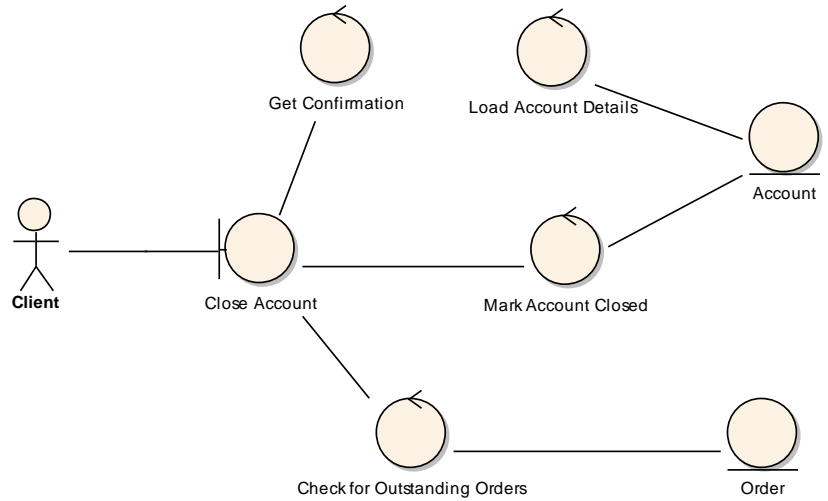 Get Confirmation
Load Account Details
Account
Client
Close Account
Mark Account Closed
Check for Outstanding Orders
Order